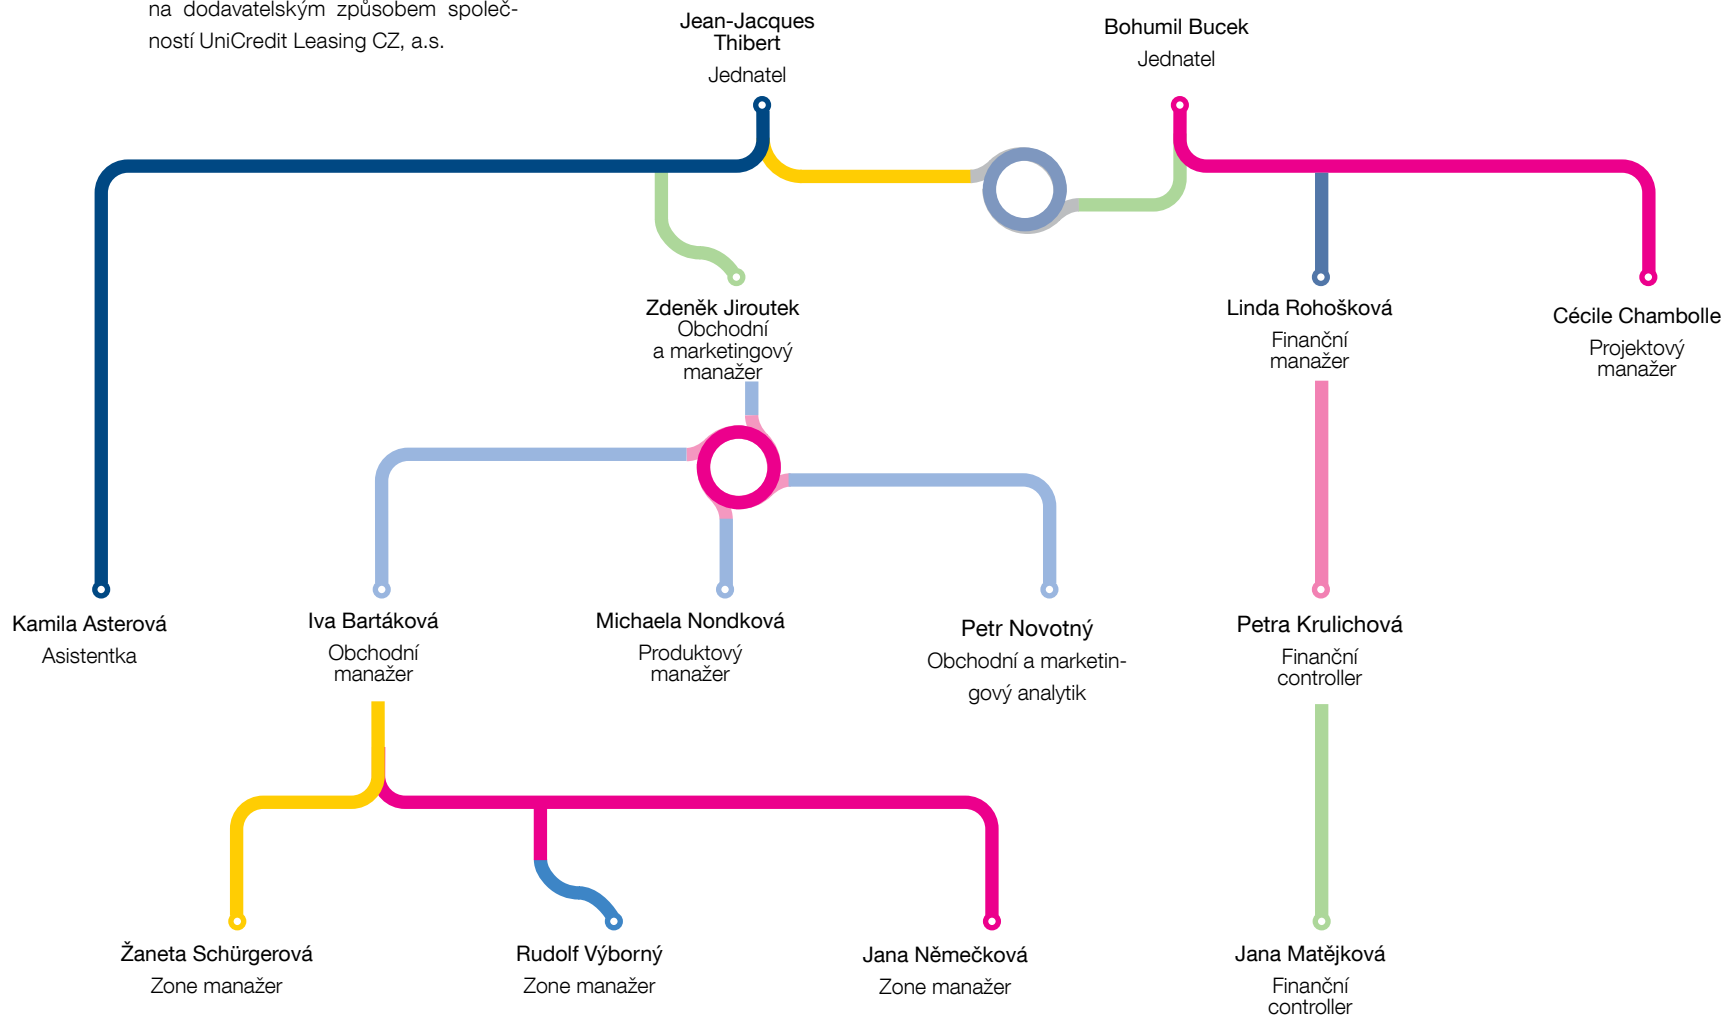 na dodavatelským způsobem společ-
ností UniCredit Leasing CZ, a.s.
Jean-Jacques
Thibert
Jednatel
Bohumil Bucek
Jednatel
Zdeněk Jiroutek
Obchodní
a marketingový
manažer
Linda Rohošková
Finanční
manažer
Cécile Chambolle
Projektový
manažer
Kamila Asterová
Asistentka
Iva Bartáková
Obchodní
manažer
Michaela Nondková
Produktový
manažer
Petr Novotný
Obchodní a marketin-
gový analytik
Petra Krulichová
Finanční
controller
Žaneta Schürgerová
Zone manažer
Rudolf Výborný
Zone manažer
Jana Němečková
Zone manažer
Jana Matějková
Finanční
controller